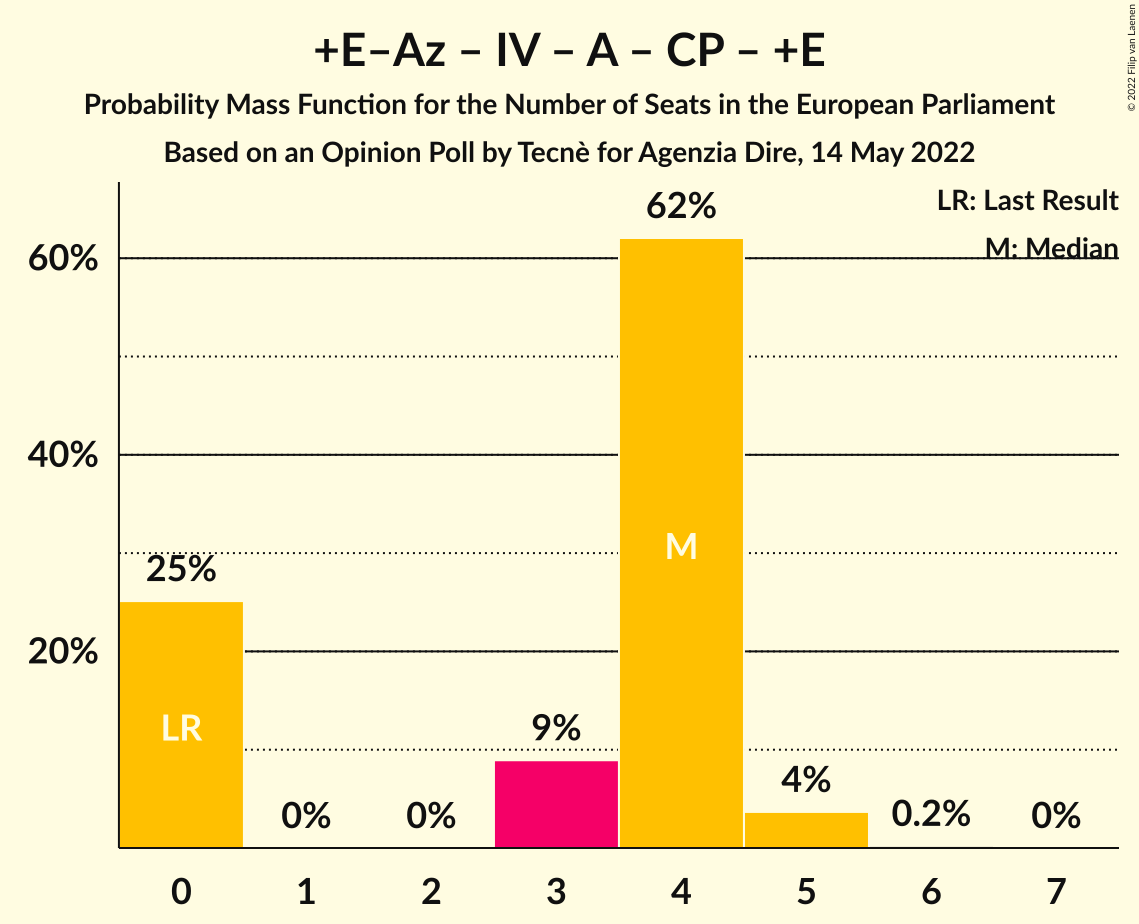 +E–Az – IV – A – CP – +E
Probability Mass Function for the Number of Seats in the European Parliament
Based on an Opinion Poll by Tecnè for Agenzia Dire, 14 May 2022
© 2022 Filip van Laenen
LR: Last Result
M: Median
60%
40%
20%
25%
0%
0%
9%
62%
4%
0.2%
0%
LR
M
0 1 2 3 4 5 6 7